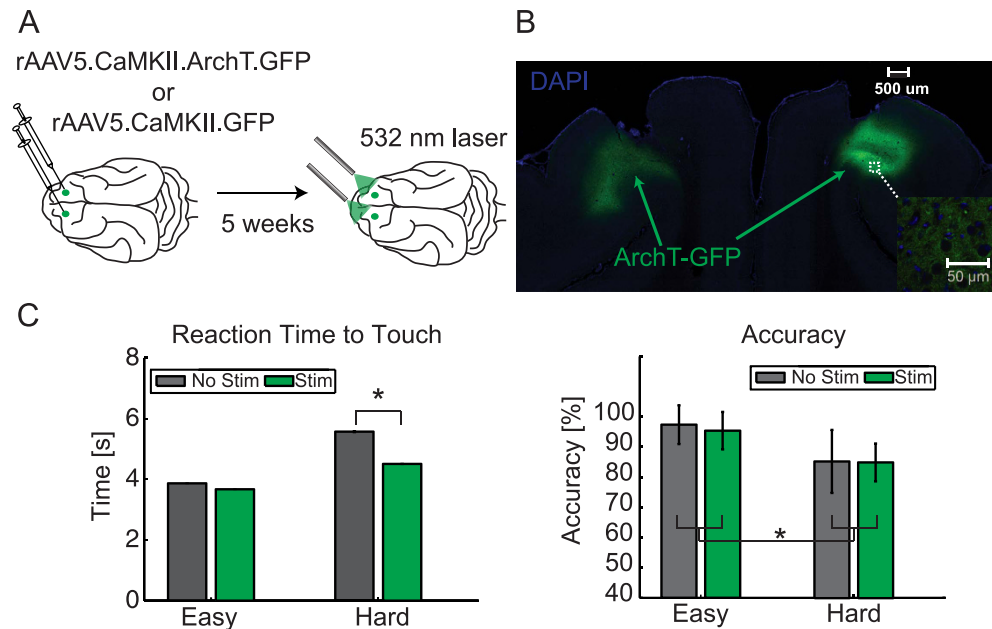 A
rAAV5.CaMKII.ArchT.GFP
or
rAAV5.CaMKII.GFP
5 weeks
532 nm laser
B
DAPI
500 um
ArchT-GFP
50 µm
C
Reaction Time to Touch
No Stim
Stim
*
8
6
4
2
0
Time [s]
Easy
Hard
Accuracy
No Stim
Stim
100
90
80
70
60
50
40
Accuracy [%]
*
Easy
Hard